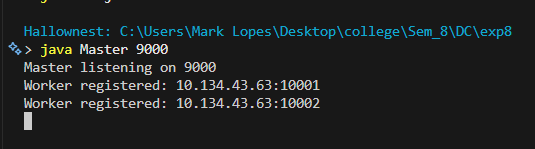 Hallownest: C:\Users\Mark Lopes\Desktop\college\Sem_8\DC\exp8
> java Master 9000
Master listening on 9000
Worker registered: 10.134.43.63:10001
Worker registered: 10.134.43.63:10002